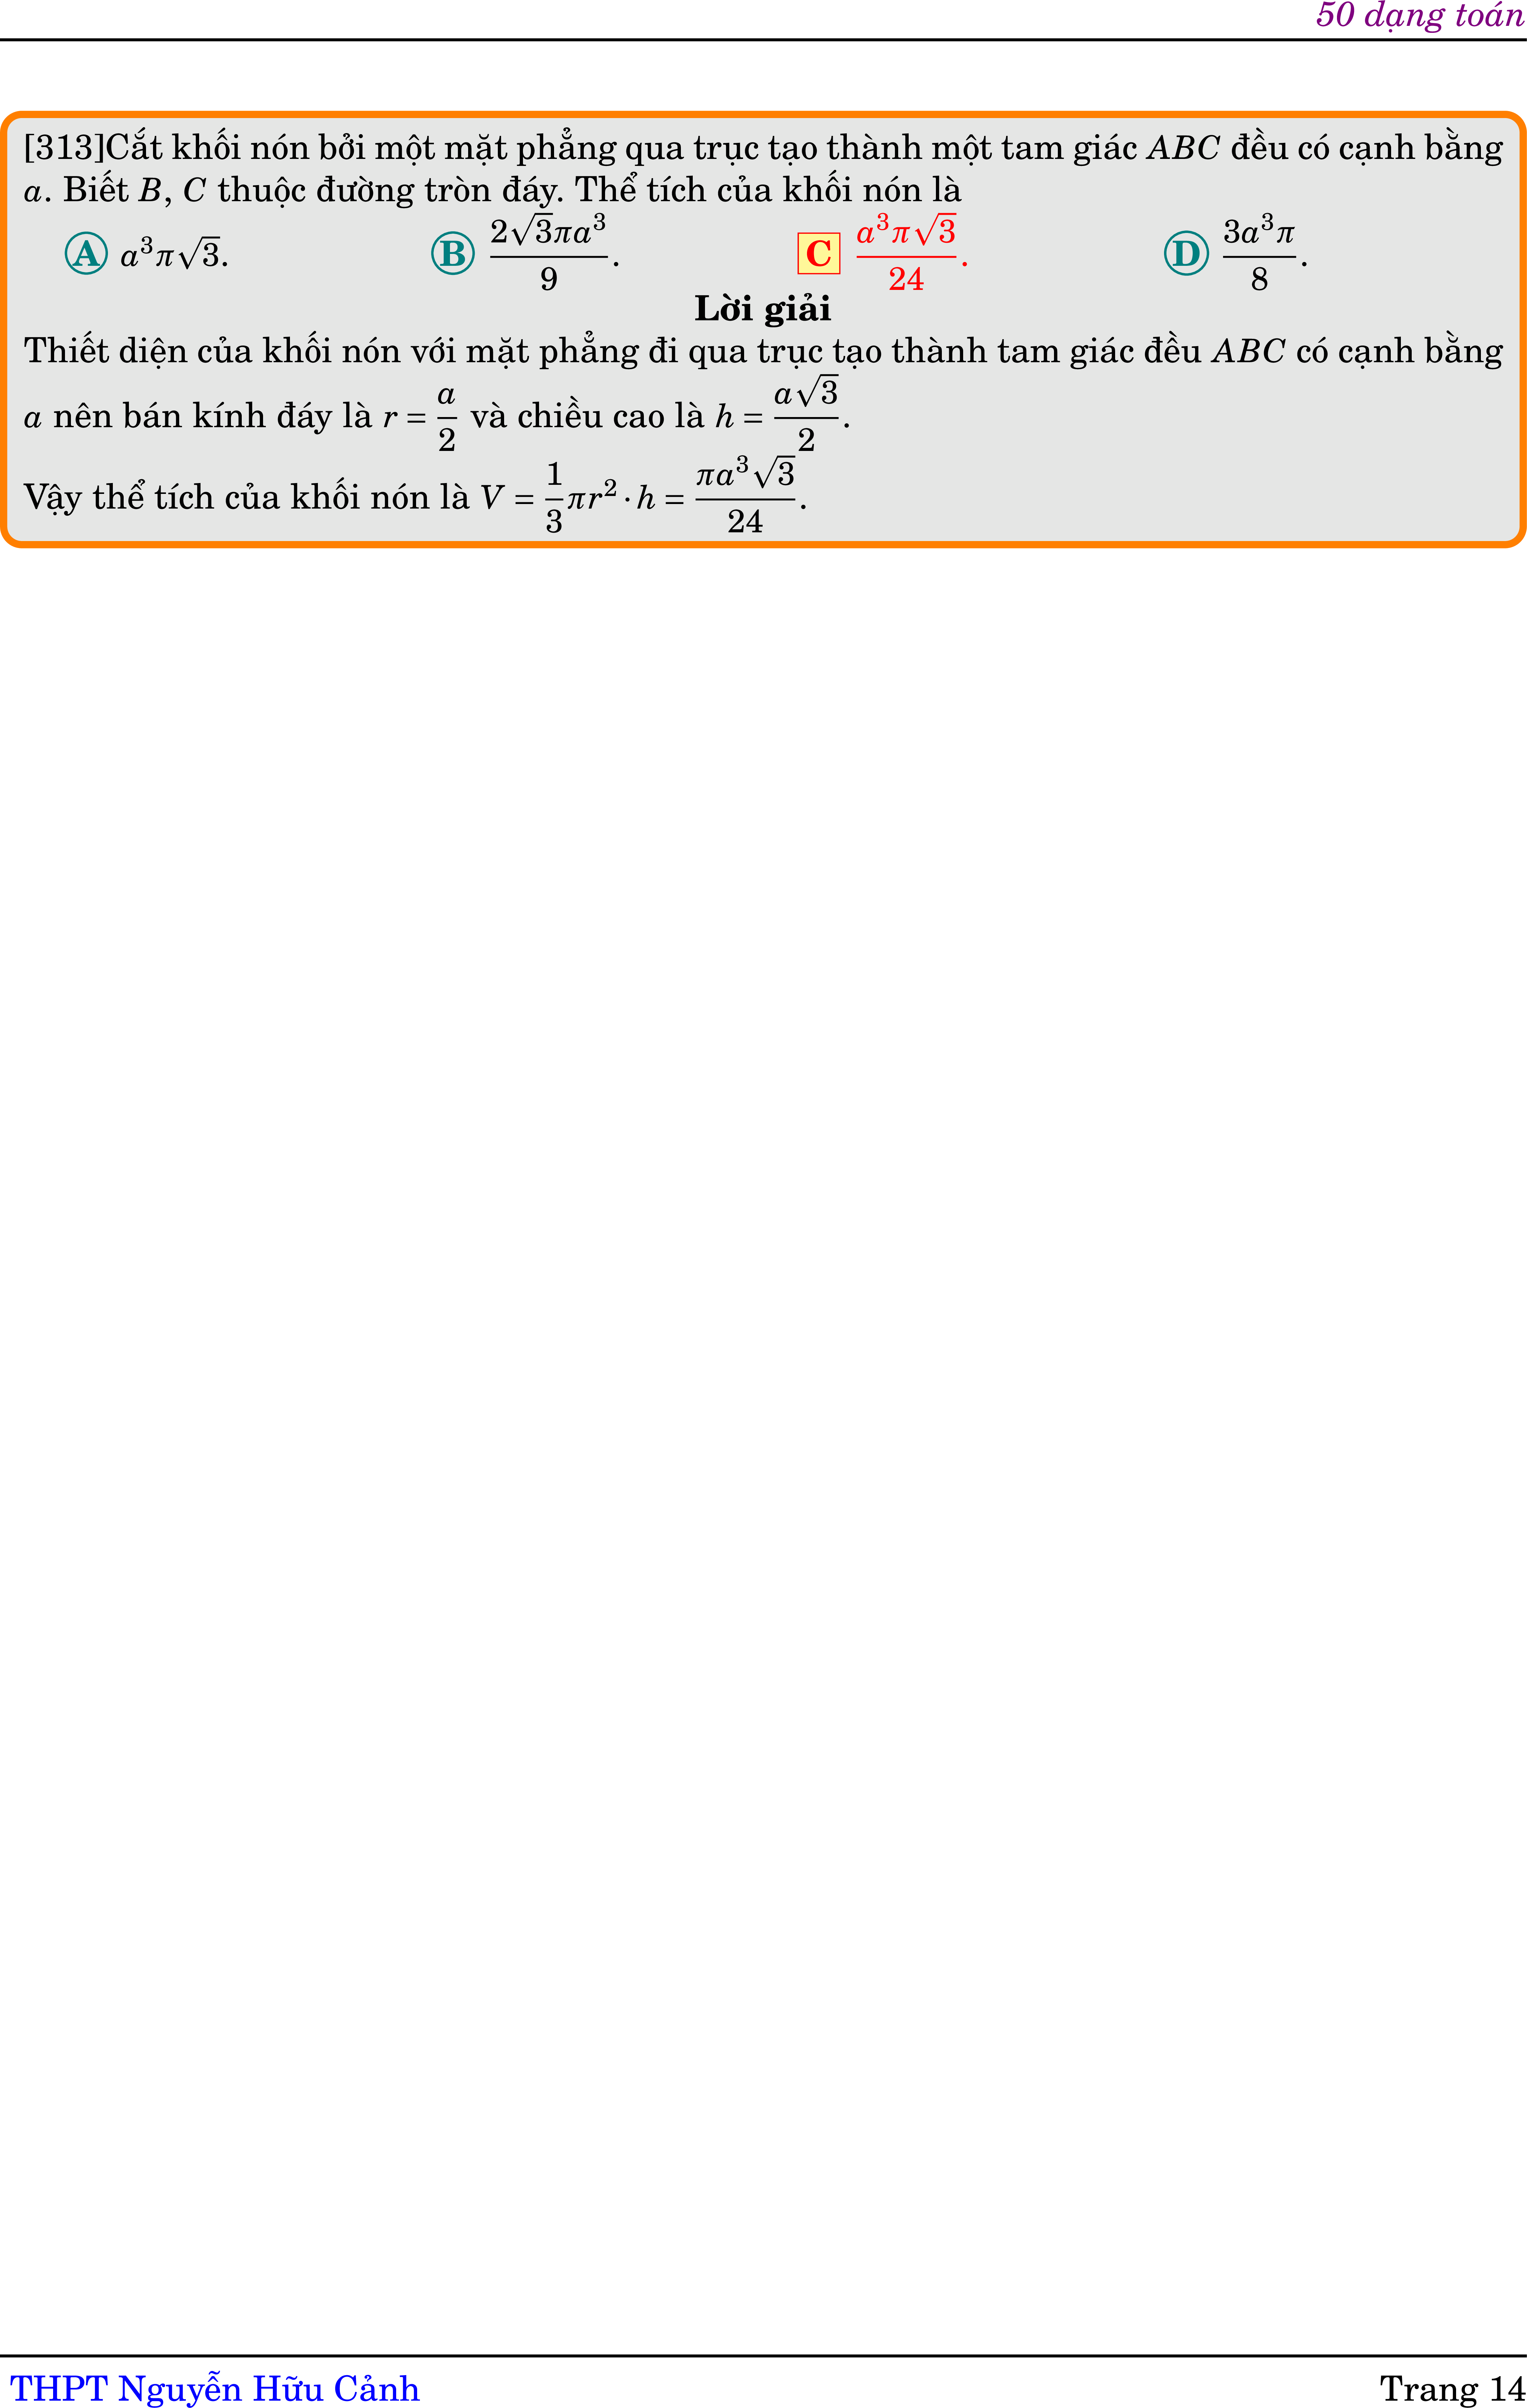 50 dạng toán
[313]Cắt khối nón bởi một mặt phẳng qua trục tạo thành một tam giác ABC đều có cạnh bằng
a. Biết B, C thuộc đường tròn đáy. Thể tích của khối nón là
A $a^3\pi\sqrt{3}$. B $\frac{2\sqrt{3}\pi a^3}{9}$. C $\frac{a^3\pi\sqrt{3}}{24}$. D $\frac{3a^3\pi}{8}$.
Lời giải
Thiết diện của khối nón với mặt phẳng đi qua trục tạo thành tam giác đều ABC có cạnh bằng
a nên bán kính đáy là $r = \frac{a}{2}$ và chiều cao là $h = \frac{a\sqrt{3}}{2}$.
Vậy thể tích của khối nón là $V = \frac{1}{3}\pi r^2 \cdot h = \frac{\pi a^3\sqrt{3}}{24}$.
THPT Nguyễn Hữu Cảnh Trang 14